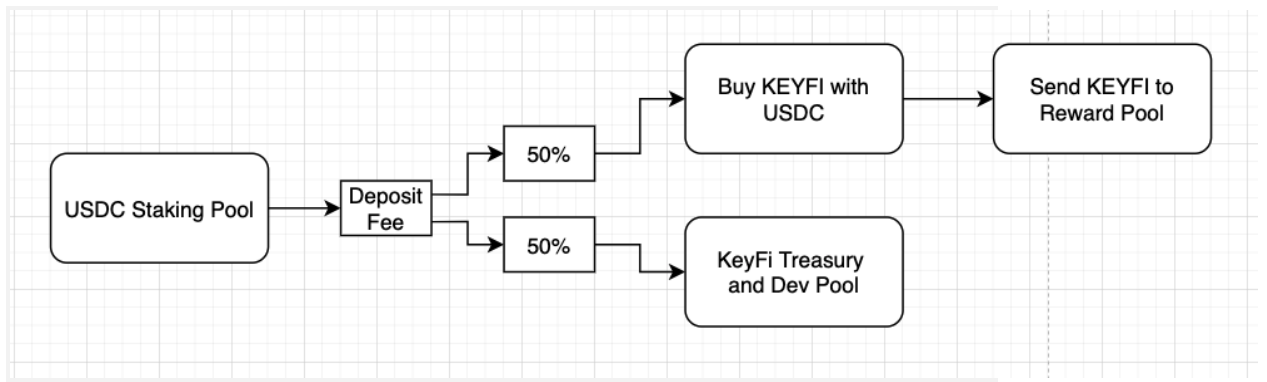 USDC Staking Pool
Deposit
Fee
50%
Buy KEYFI with
USDC
Send KEYFI to
Reward Pool
50%
KeyFi Treasury
and Dev Pool